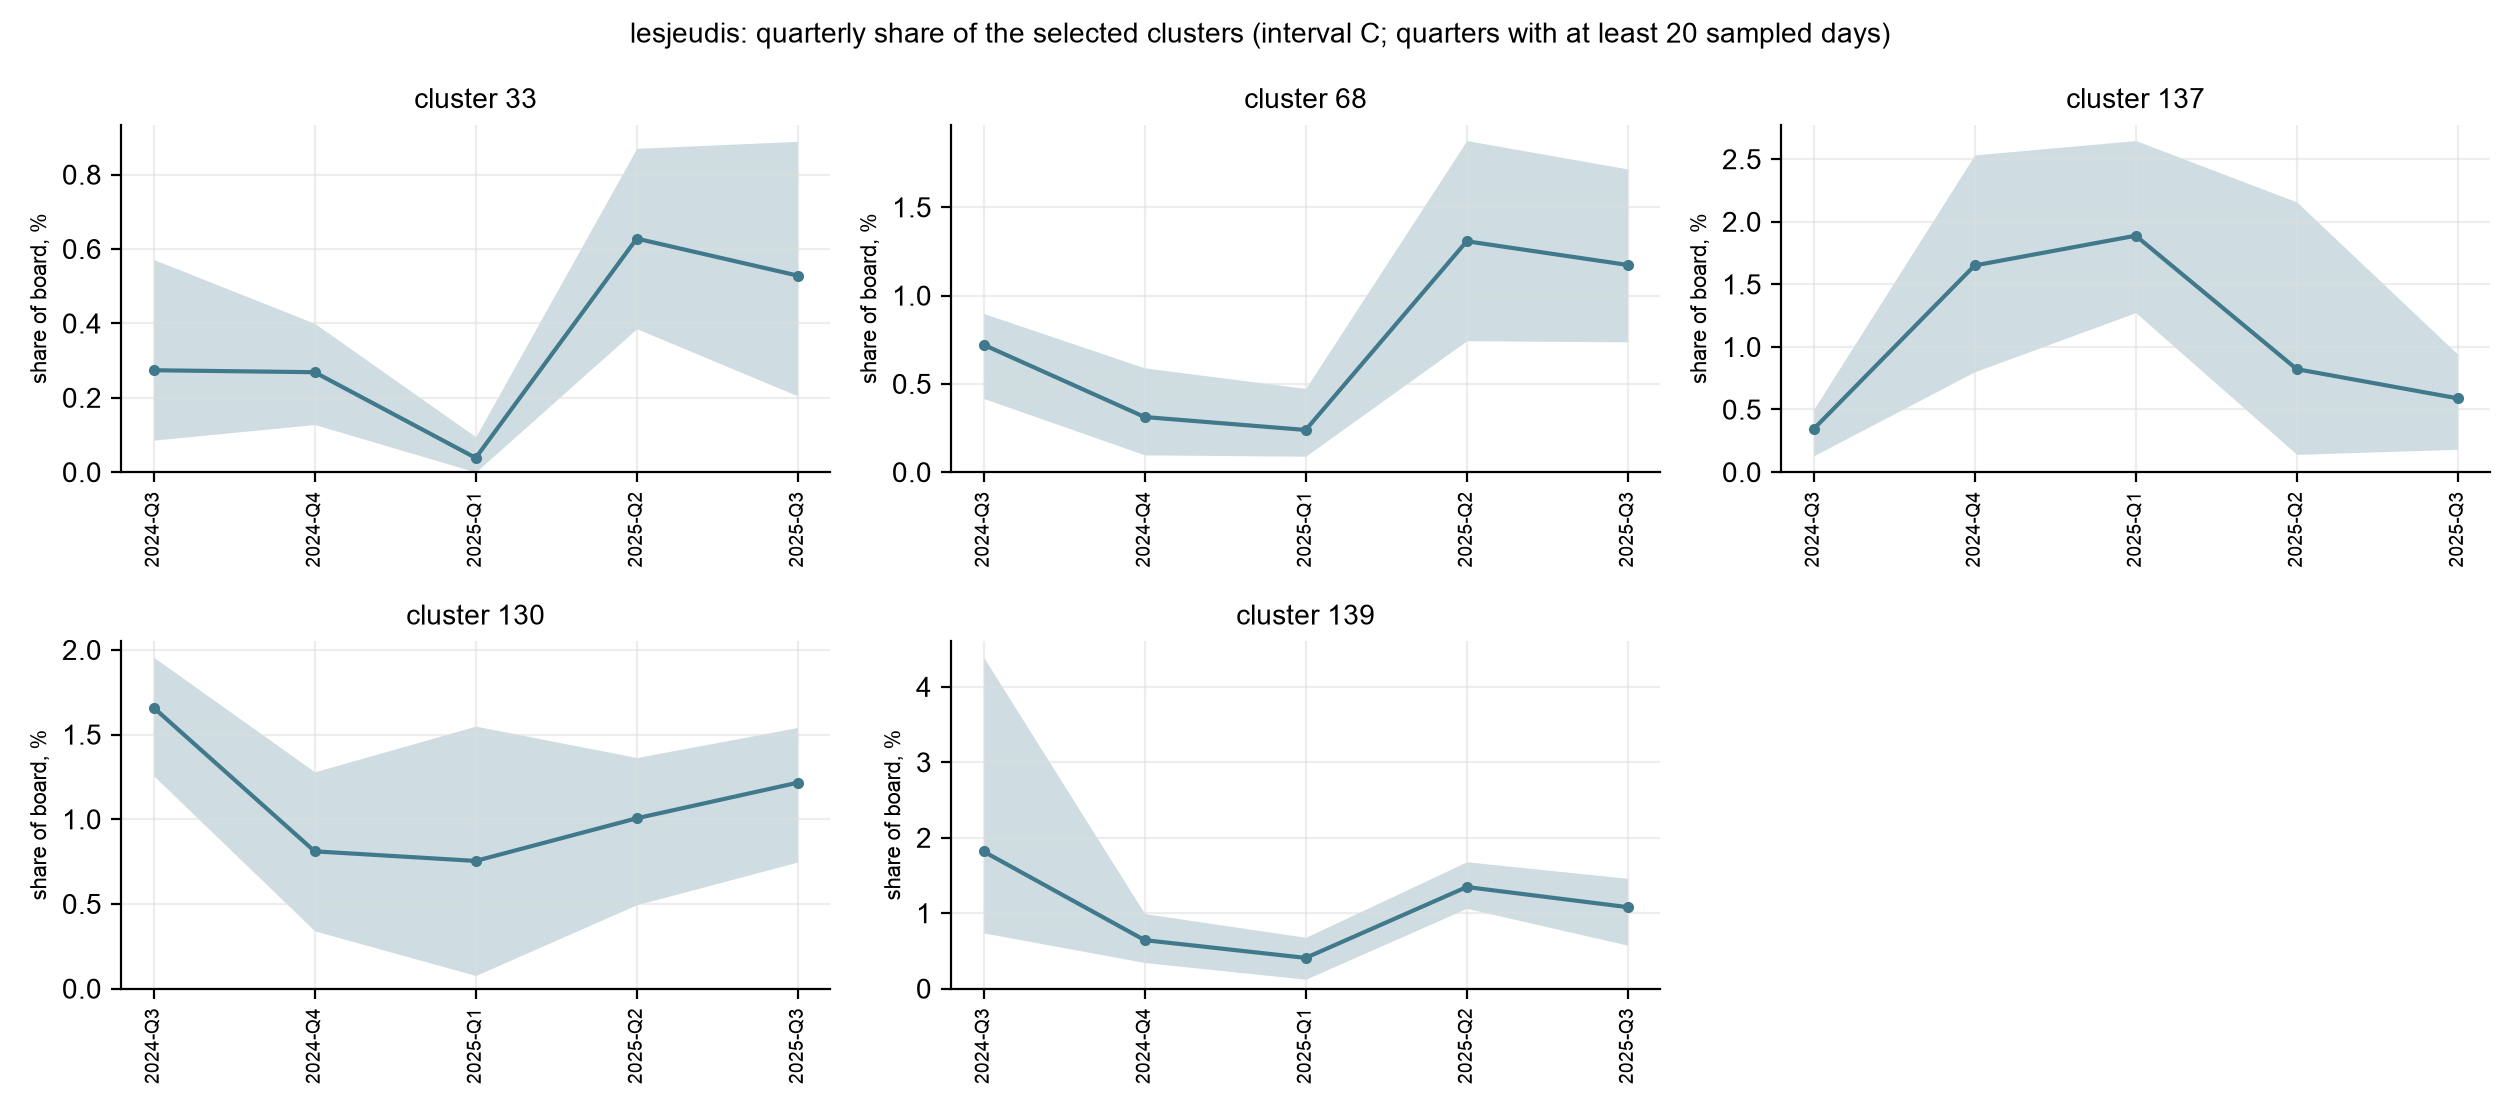 lesjeudis: quarterly share of the selected clusters (interval C; quarters with at least 20 sampled days)
cluster 33
share of board, %
0.8
0.6
0.4
0.2
0.0
2024-Q3
2024-Q4
2025-Q1
2025-Q2
2025-Q3
cluster 68
share of board, %
1.5
1.0
0.5
0.0
2024-Q3
2024-Q4
2025-Q1
2025-Q2
2025-Q3
cluster 137
share of board, %
2.5
2.0
1.5
1.0
0.5
0.0
2024-Q3
2024-Q4
2025-Q1
2025-Q2
2025-Q3
cluster 130
share of board, %
2.0
1.5
1.0
0.5
0.0
2024-Q3
2024-Q4
2025-Q1
2025-Q2
2025-Q3
cluster 139
share of board, %
4
3
2
1
0
2024-Q3
2024-Q4
2025-Q1
2025-Q2
2025-Q3